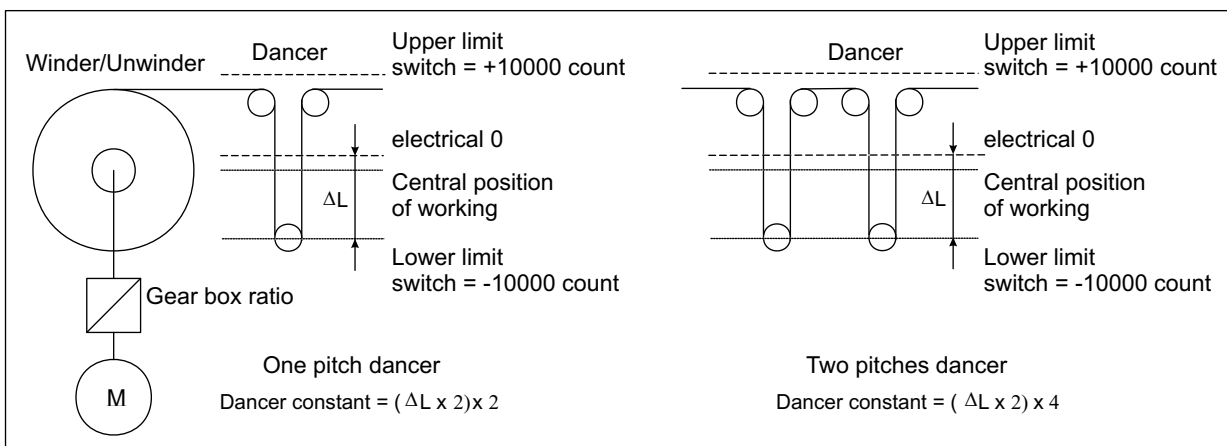 Winder/Unwinder
Dancer
Upper limit
switch = +10000 count
electrical 0
ΔL
Central position
of working
Lower limit
switch = -10000 count
Gear box ratio
M
One pitch dancer
Dancer constant = ( ΔL x 2) x 2
Dancer
Upper limit
switch = +10000 count
electrical 0
ΔL
Central position
of working
Lower limit
switch = -10000 count
Two pitches dancer
Dancer constant = ( ΔL x 2) x 4